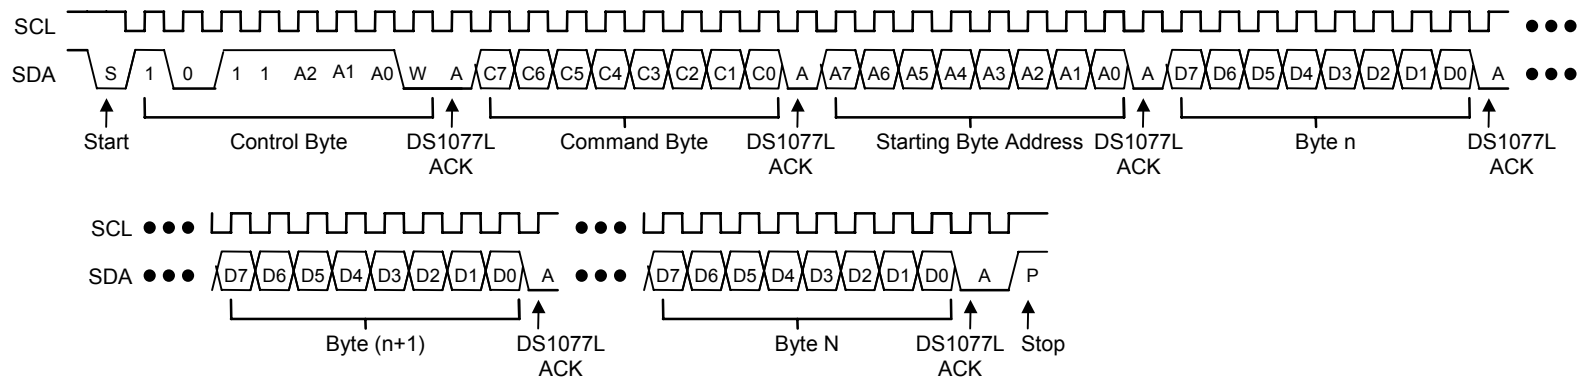 SCL
SDA S 1 0 1 1 A2 A1 A0 W A C7 C6 C5 C4 C3 C2 C1 C0 A A7 A6 A5 A4 A3 A2 A1 A0 A D7 D6 D5 D4 D3 D2 D1 D0 A
Start Control Byte DS1077L ACK Command Byte DS1077L ACK Starting Byte Address DS1077L ACK Byte n DS1077L ACK
SCL
SDA D7 D6 D5 D4 D3 D2 D1 D0 A D7 D6 D5 D4 D3 D2 D1 D0 A P
Byte (n+1) DS1077L ACK Byte N DS1077L ACK Stop